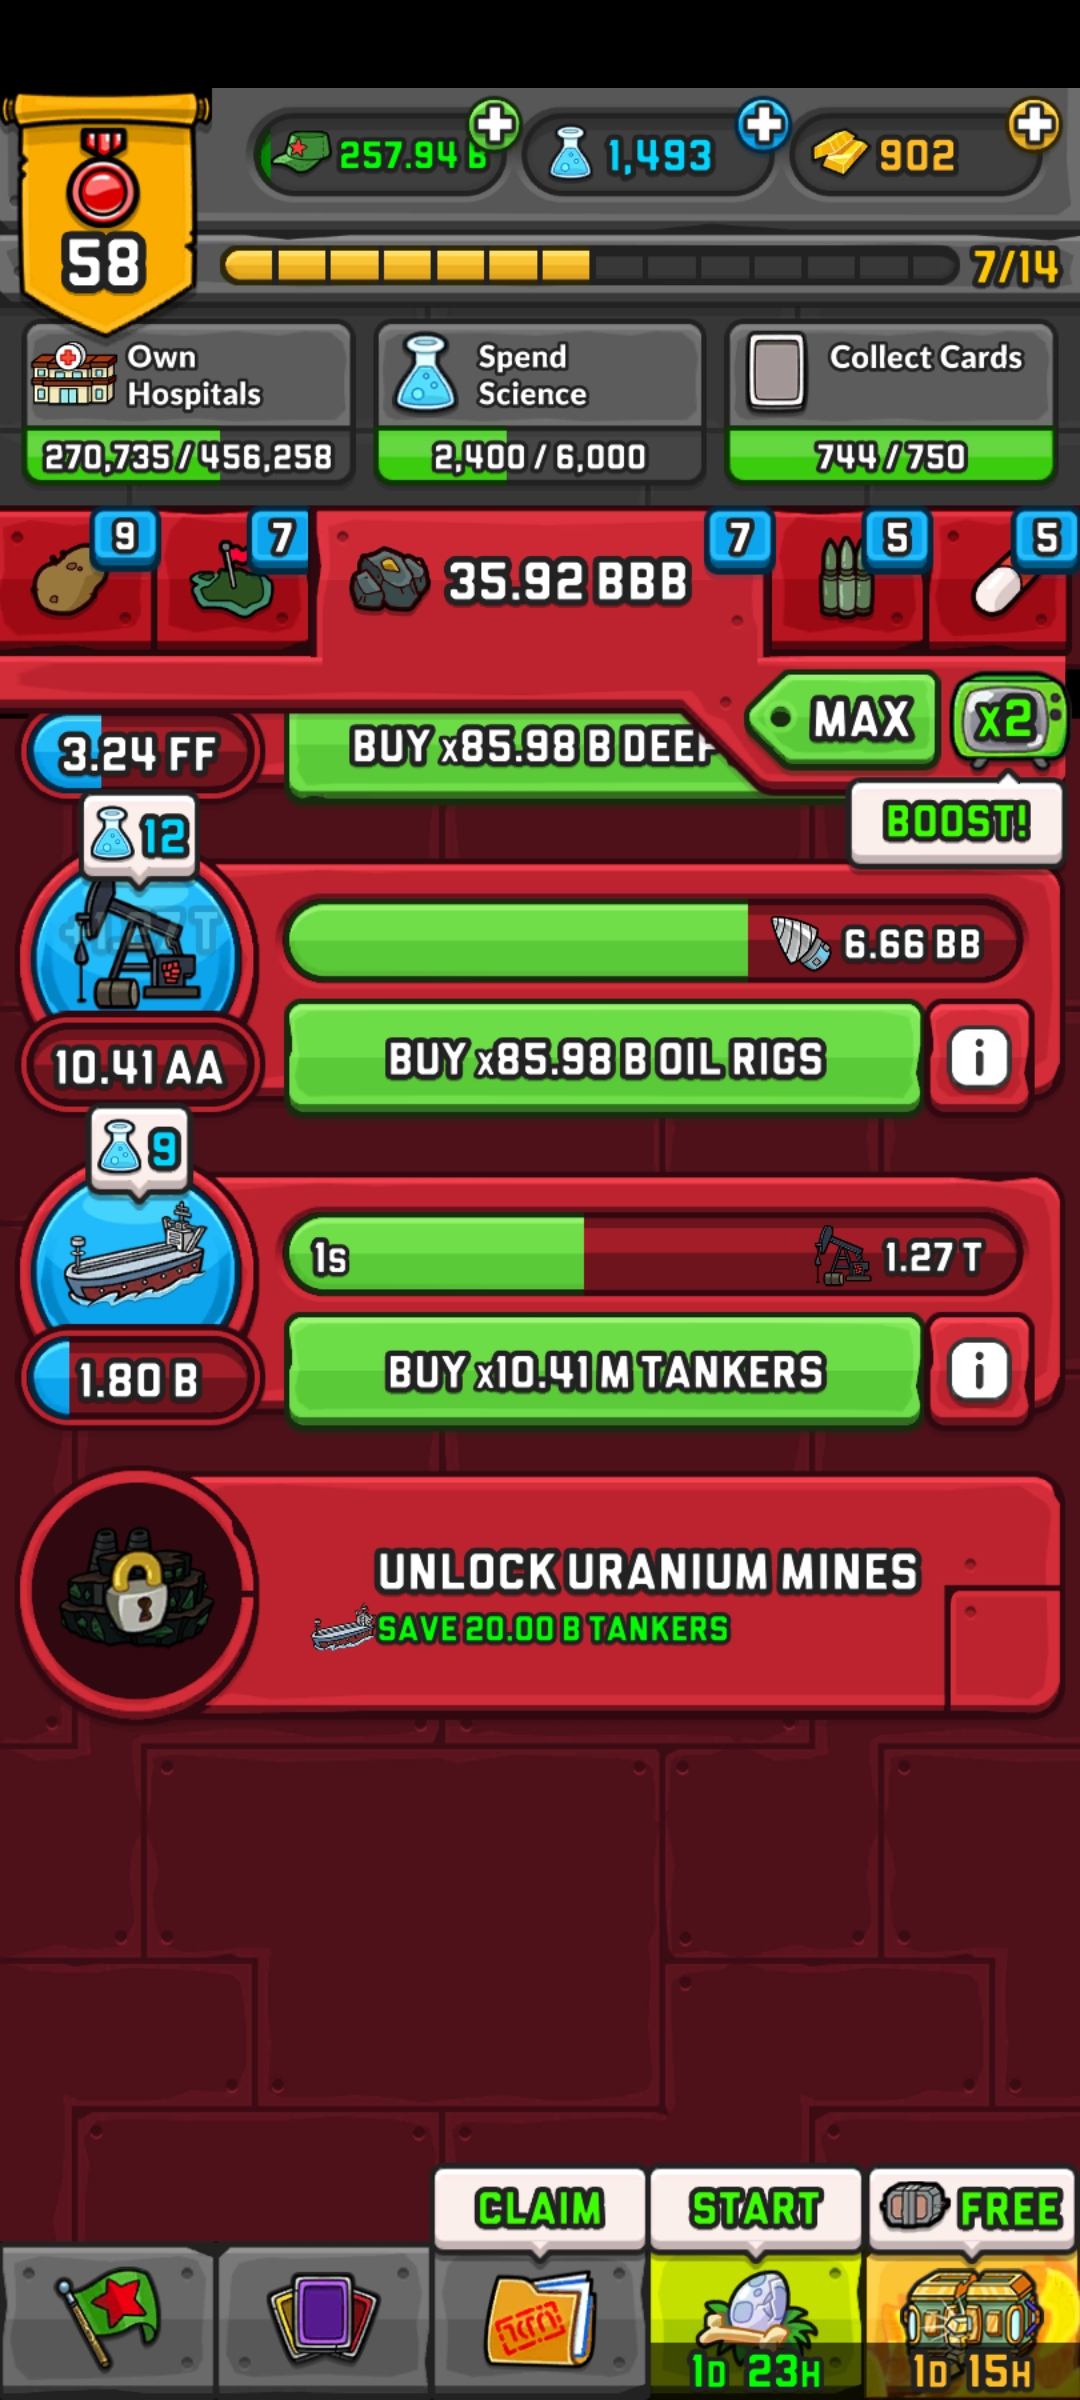 257.94 B
1,493
902
58
7/14
Own
Hospitals
270,735/456,258
Spend
Science
2,400/6,000
Collect Cards
744/750
9
7
35.92 BBB
7
5
5
MAX
x2
BOOST!
3.24 FF
BUY x85.98 B DEEP
12
6.66 BB
10.41 AA
BUY x85.98 B OIL RIGS
i
9
1s
1.27 T
1.80 B
BUY x10.41 M TANKERS
i
UNLOCK URANIUM MINES
SAVE 20.00 B TANKERS
CLAIM
START
FREE
1D 23H
1D 15H